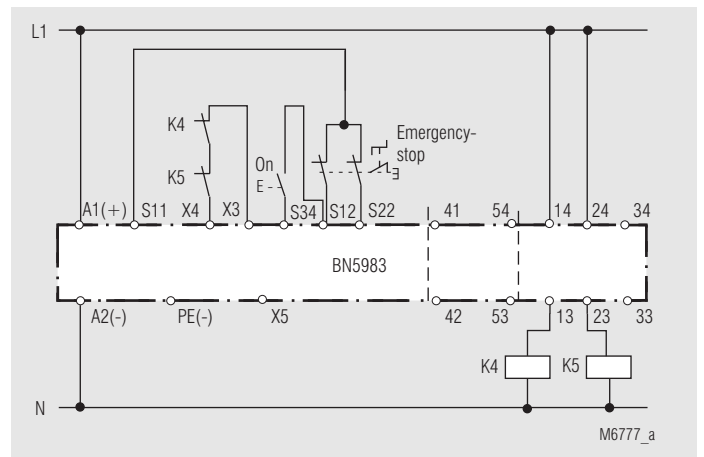 L1
K4
K5
On
E
Emergency-
stop
E
A1(+) S11 X4 X3 S34 S12 S22 41 54 14 24 34
BN5983
A2(-) PE(-) X5 42 53 13 23 33
K4 K5
N
M6777_a